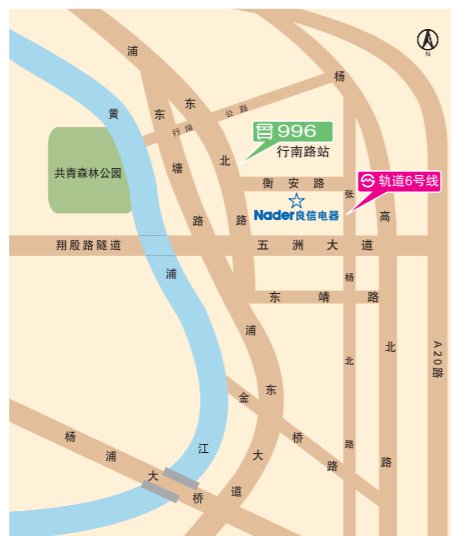 N
浦东北路
杨高北路
黄浦江
东塘路
行南公路
996
行南路站
共青森林公园
衡安路
轨道6号线
Nader良信电器
张杨北路
翔殷路隧道
五洲大道
东靖路
浦东大道
金桥路
A20路
杨浦大桥